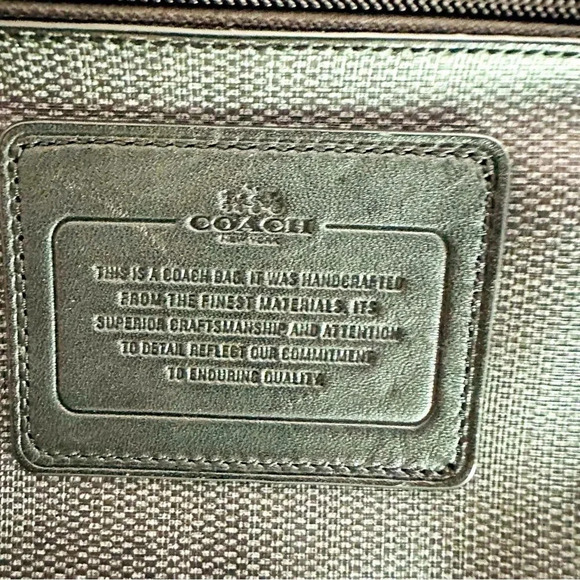 COACH
NEW YORK
THIS IS A COACH BAG. IT WAS HANDCRAFTED
FROM THE FINEST MATERIALS. ITS
SUPERIOR CRAFTSMANSHIP AND ATTENTION
TO DETAIL REFLECT OUR COMMITMENT
TO ENDURING QUALITY.